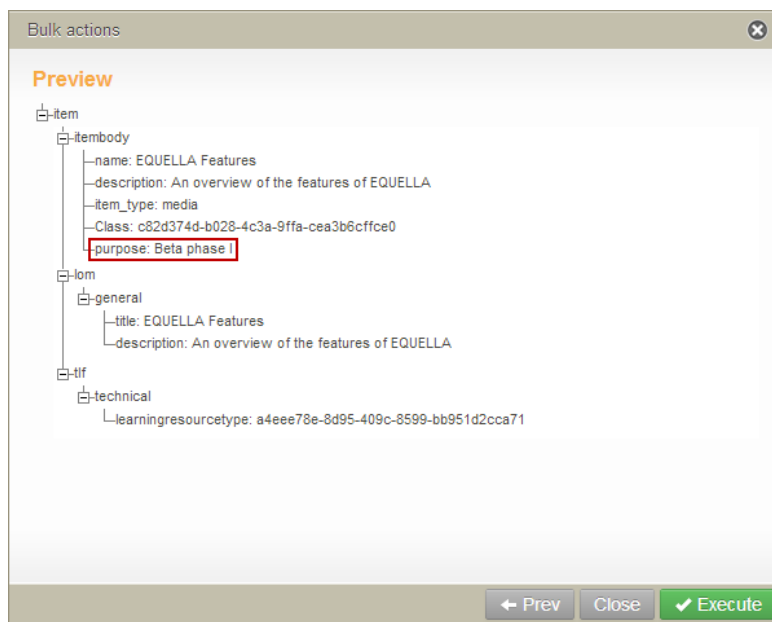 Bulk actions
Preview
item
itembody
name: EQUELLA Features
description: An overview of the features of EQUELLA
item_type: media
Class: c82d374d-b028-4c3a-9ffa-cea3b6cffce0
purpose: Beta phase I
lom
general
title: EQUELLA Features
description: An overview of the features of EQUELLA
tlf
technical
learningresourcetype: a4eee78e-8d95-409c-8599-bb951d2cca71
Prev Close Execute